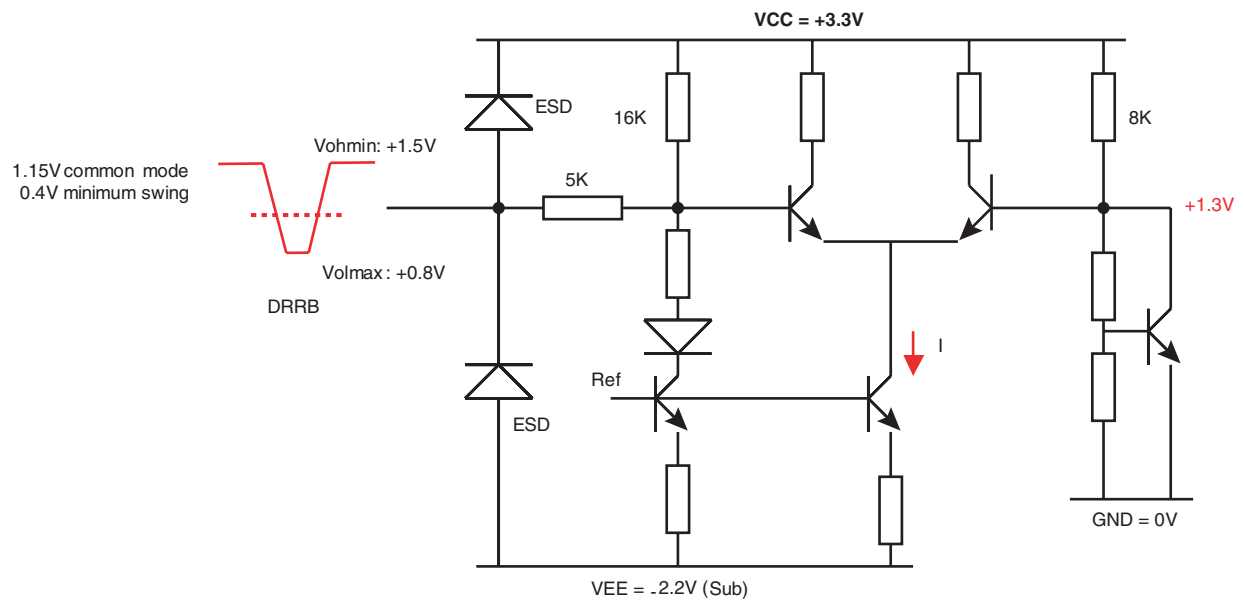 VCC = +3.3V
ESD
16K
8K
Vohmin: +1.5V
1.15V common mode
0.4V minimum swing
5K
+1.3V
Volmax: +0.8V
DRRB
I
Ref
ESD
GND = 0V
VEE = -2.2V (Sub)